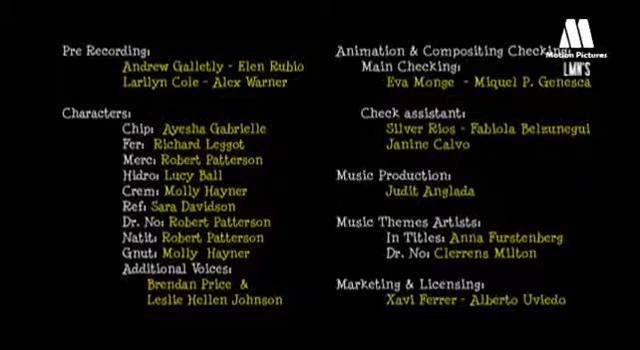 Pre Recording:
Andrew Galletly - Elen Rubio
Larilyn Cole - Alex Warner
Characters:
Chip: Ayesha Gabrielle
Fer: Richard Leggot
Merc: Robert Patterson
Hidro: Lucy Ball
Crem: Molly Hayner
Ref: Sara Davidson
Dr. No: Robert Patterson
Natit: Robert Patterson
Gnut: Molly Hayner
Additional Voices:
Brendan Price &
Leslie Hellen Johnson
Animation & Compositing Checking:
Main Checking:
Eva Monge - Miquel P. Genesca
Check assistant:
Silver Rios - Fabiola Belzunegui
Janine Calvo
Music Production:
Judit Anglada
Music Themes Artists:
In Titles: Anna Furstenberg
Dr. No: Clerrens Milton
Marketing & Licensing:
Xavi Ferrer - Alberto Uviedo
M
Motion Pictures
LMN'S